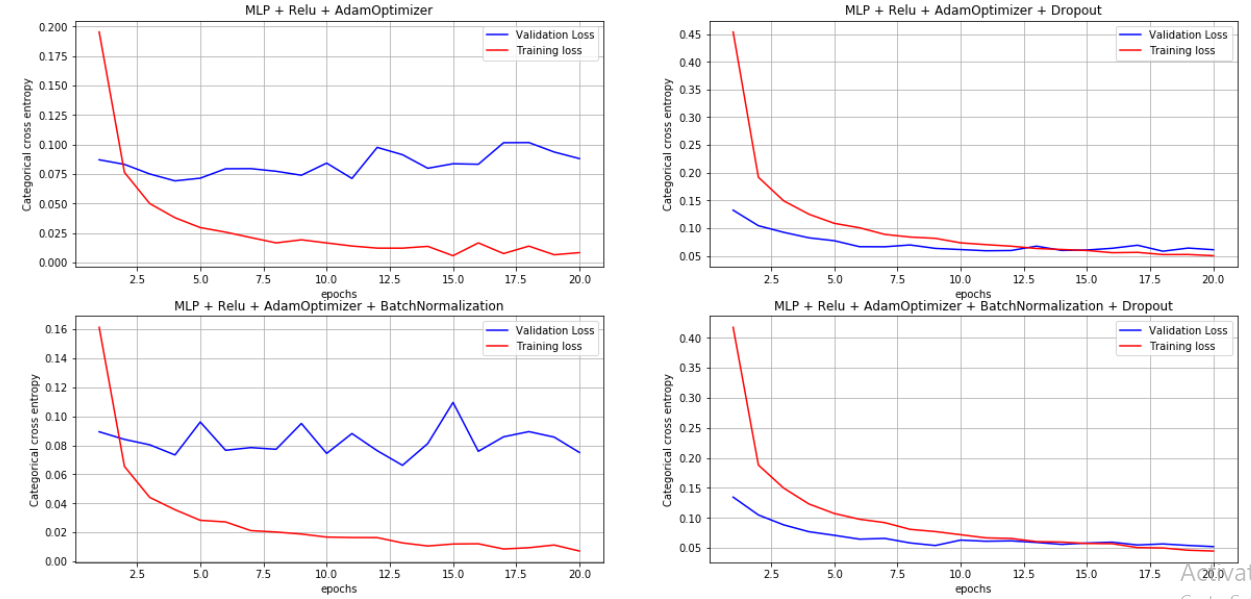 MLP + Relu + AdamOptimizer
0.200
0.175
0.150
0.125
0.100
0.075
0.050
0.025
0.000
Categorical cross entropy
Validation Loss
Training loss
2.5 5.0 7.5 10.0 12.5 15.0 17.5 20.0
epochs
MLP + Relu + AdamOptimizer + Dropout
0.45
0.40
0.35
0.30
0.25
0.20
0.15
0.10
0.05
Categorical cross entropy
Validation Loss
Training loss
2.5 5.0 7.5 10.0 12.5 15.0 17.5 20.0
epochs
MLP + Relu + AdamOptimizer + BatchNormalization
0.16
0.14
0.12
0.10
0.08
0.06
0.04
0.02
0.00
Categorical cross entropy
Validation Loss
Training loss
2.5 5.0 7.5 10.0 12.5 15.0 17.5 20.0
epochs
MLP + Relu + AdamOptimizer + BatchNormalization + Dropout
0.40
0.35
0.30
0.25
0.20
0.15
0.10
0.05
Categorical cross entropy
Validation Loss
Training loss
2.5 5.0 7.5 10.0 12.5 15.0 17.5 20.0
epochs
Activat